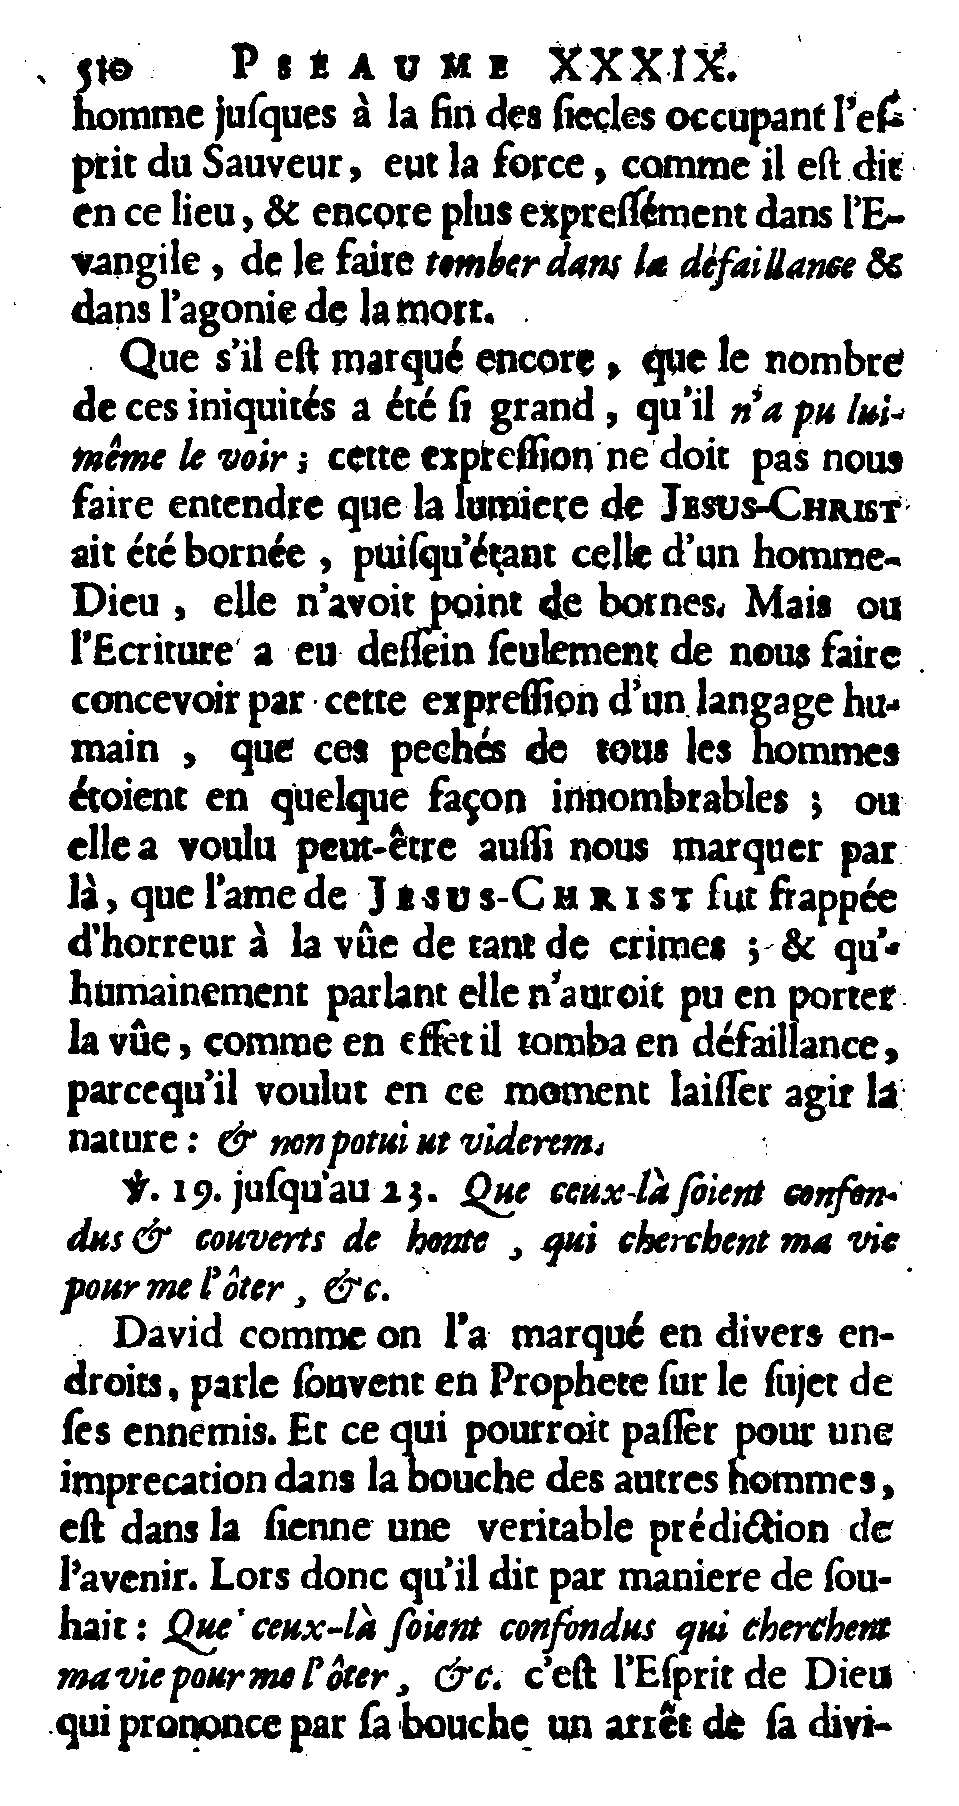 510 PSEAUME XXXIX.
homme juſques à la fin des ſiecles occupant l'eſ-
prit du Sauveur, eut la force, comme il eſt dit
en ce lieu, & encore plus expreſſément dans l'E-
vangile, de le faire tomber dans la défaillance &
dans l'agonie de la mort.
Que s'il eſt marqué encore, que le nombre
de ces iniquités a été ſi grand, qu'il n'a pu lui-
même le voir; cette expreſſion ne doit pas nous
faire entendre que la lumiere de JESUS-CHRIST
ait été bornée, puiſqu'étant celle d'un homme-
Dieu, elle n'avoit point de bornes. Mais ou
l'Ecriture a eu deſſein ſeulement de nous faire
concevoir par cette expreſſion d'un langage hu-
main, que ces pechés de tous les hommes
étoient en quelque façon innombrables; ou
elle a voulu peut-être auſſi nous marquer par
là, que l'ame de JESUS-CHRIST fut frappée
d'horreur à la vûe de tant de crimes; & qu'-
humainement parlant elle n'auroit pu en porter
la vûe, comme en effet il tomba en défaillance,
parcequ'il voulut en ce moment laiſſer agir la
nature: & non potui ut viderem.
℣. 19. juſqu'au 23. Que ceux-là ſoient confon-
dus & couverts de honte, qui cherchent ma vie
pour me l'ôter, &c.
David comme on l'a marqué en divers en-
droits, parle ſouvent en Prophete ſur le ſujet de
ſes ennemis. Et ce qui pourroit paſſer pour une
imprecation dans la bouche des autres hommes,
eſt dans la ſienne une veritable prédiction de
l'avenir. Lors donc qu'il dit par maniere de ſou-
hait: Que ceux-là ſoient confondus qui cherchent
ma vie pour me l'ôter, &c. c'eſt l'Eſprit de Dieu
qui prononce par ſa bouche un arrêt de ſa divi-